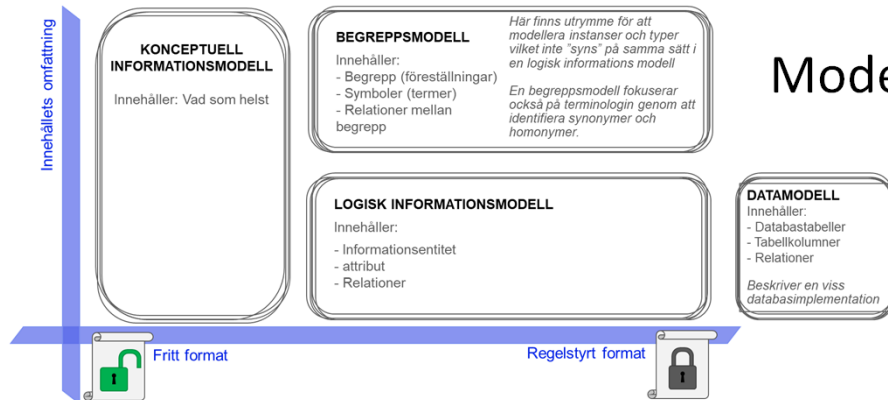 Innehållets omfattning
KONCEPTUELL
INFORMATIONSMODELL
Innehåller: Vad som helst
BEGREPPSMODELL
Innehåller:
- Begrepp (föreställningar)
- Symboler (termer)
- Relationer mellan
begrepp
Här finns utrymme för att
modellera instanser och typer
vilket inte ”syns” på samma sätt i
en logisk informations modell
En begreppsmodell fokuserar
också på terminologin genom att
identifiera synonymer och
homonymer.
Mode
LOGISK INFORMATIONSMODELL
Innehåller:
- Informationsentitet
- attribut
- Relationer
DATAMODELL
Innehåller:
- Databastabeller
- Tabellkolumner
- Relationer
Beskriver en viss
databasimplementation
Fritt format
Regelstyrt format